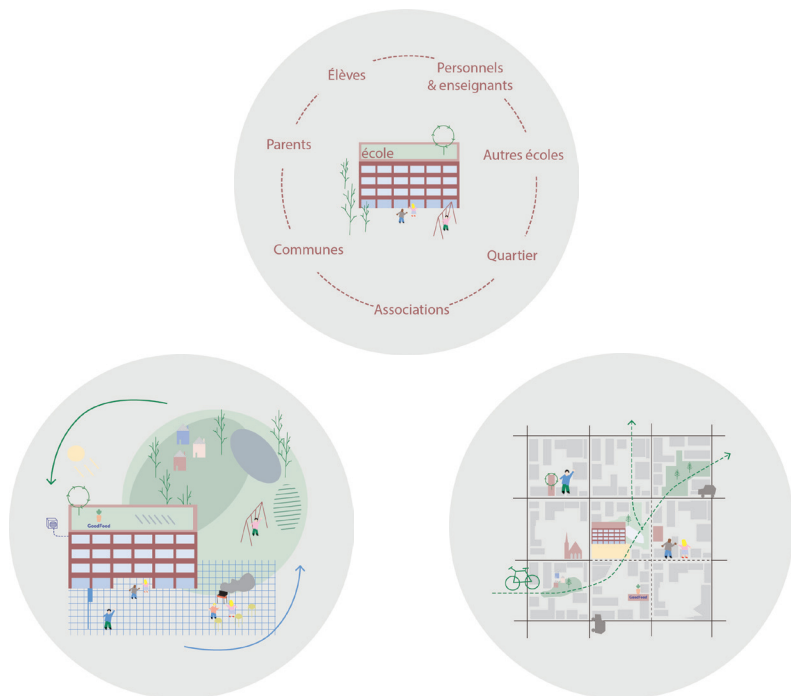 Élèves
Personnels
& enseignants
Parents
école
Autres écoles
Communes
Quartier
Associations
GoodFood
GoodFood